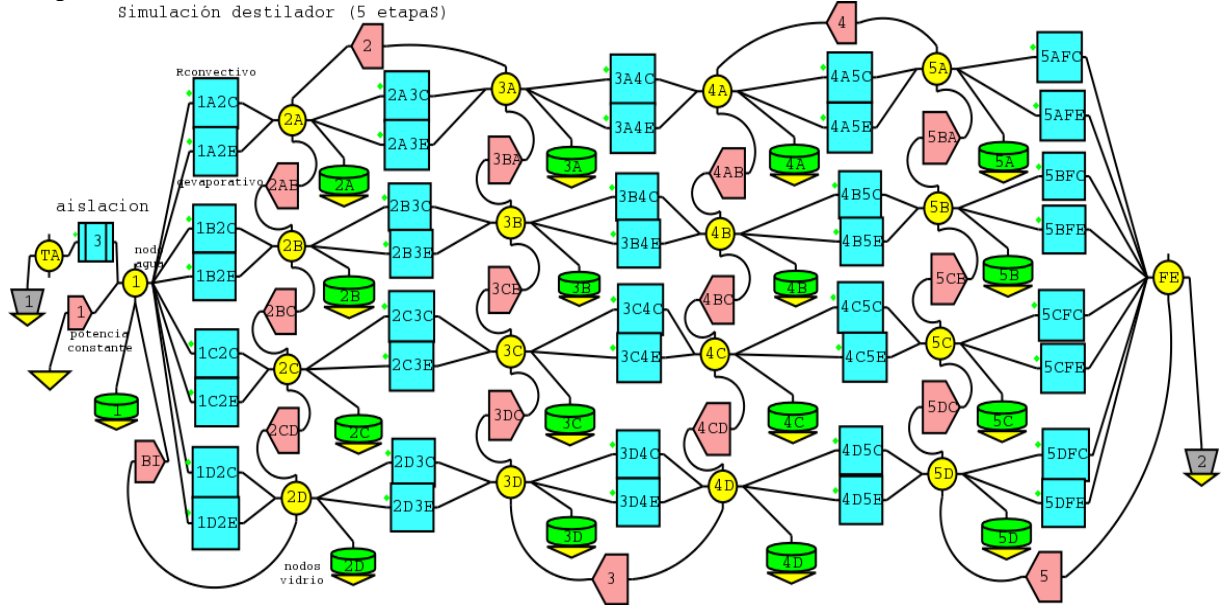 Simulación destilador (5 etapaS)
2
4
Rconvectivo
1A2C
2A
2A3C
3A
3A4C
4A
4A5C
5A
5AFC
1A2E
2A3E
3A4E
4A5E
5AFE
qevaporativo
2AB
2A
3BA
3A
4AB
4A
5BA
5A
aislacion
3
nodo
agua
1B2C
2B
2B3C
3B
3B4C
4B
4B5C
5B
5BFC
TA
1
1B2E
2B3E
3B4E
4B5E
5BFE
FE
1
1
potencia
constante
2BC
2B
3CB
3B
4BC
4B
5CB
5B
1C2C
2C
2C3C
3C
3C4C
4C
4C5C
5C
5CFC
1
1C2E
2C3E
3C4E
4C5E
5CFE
BI
2CD
2C
3DC
3C
4CD
4C
5DC
5C
2
1D2C
2D
2D3C
3D
3D4C
4D
4D5C
5D
5DFC
1D2E
2D3E
3D4E
4D5E
5DFE
nodos
vidrio
2D
3D
3
4D
5D
5